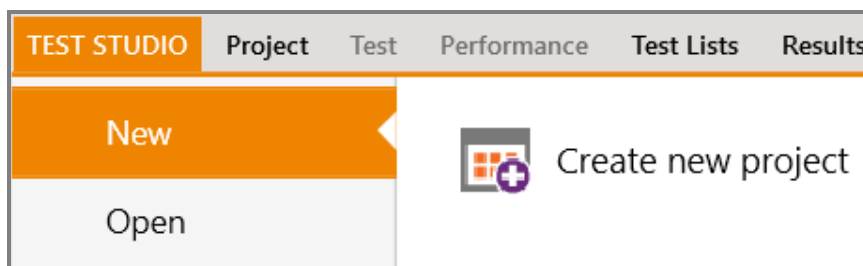 TEST STUDIO Project Test Performance Test Lists Results
New
Create new project
Open